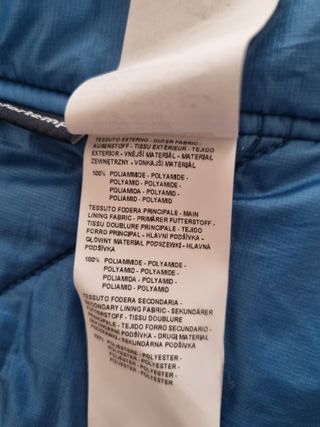 TESSUTO ESTERNO - OUTER FABRIC -
AUßENSTOFF - TISSU EXTÉRIEUR - TEJIDO
EXTERIOR - VNĚJŠÍ MATERIÁL - MATERIAŁ
ZEWNĘTRZNY - VONKAJŠÍ MATERIÁL
100% POLIAMMIDE - POLYAMIDE -
POLYAMID - POLYAMIDE -
POLIAMIDA - POLYAMID -
POLIAMID - POLYAMID
TESSUTO FODERA PRINCIPALE - MAIN
LINING FABRIC - PRIMÄRER FUTTERSTOFF -
TISSU DOUBLURE PRINCIPALE - TEJIDO
FORRO PRINCIPAL - HLAVNÍ PODŠÍVKA -
GŁÓWNY MATERIAŁ PODSZEWKI - HLAVNÁ
PODŠÍVKA
100% POLIAMMIDE - POLYAMIDE -
POLYAMID - POLYAMIDE -
POLIAMIDA - POLYAMID -
POLIAMID - POLYAMID
TESSUTO FODERA SECONDARIA -
SECONDARY LINING FABRIC - SEKUNDÄRER
FUTTERSTOFF - TISSU DOUBLURE
TEJIDO FORRO SECUNDARIO -
PODŠÍVKA - DRUGI MATERIAŁ
SEKUNDÁRNA PODŠÍVKA
100% POLIESTERE - POLYESTER -
POLYESTER - POLYESTER -
POLIÉSTER - POLYESTER -
POLIESTER - POLYESTER